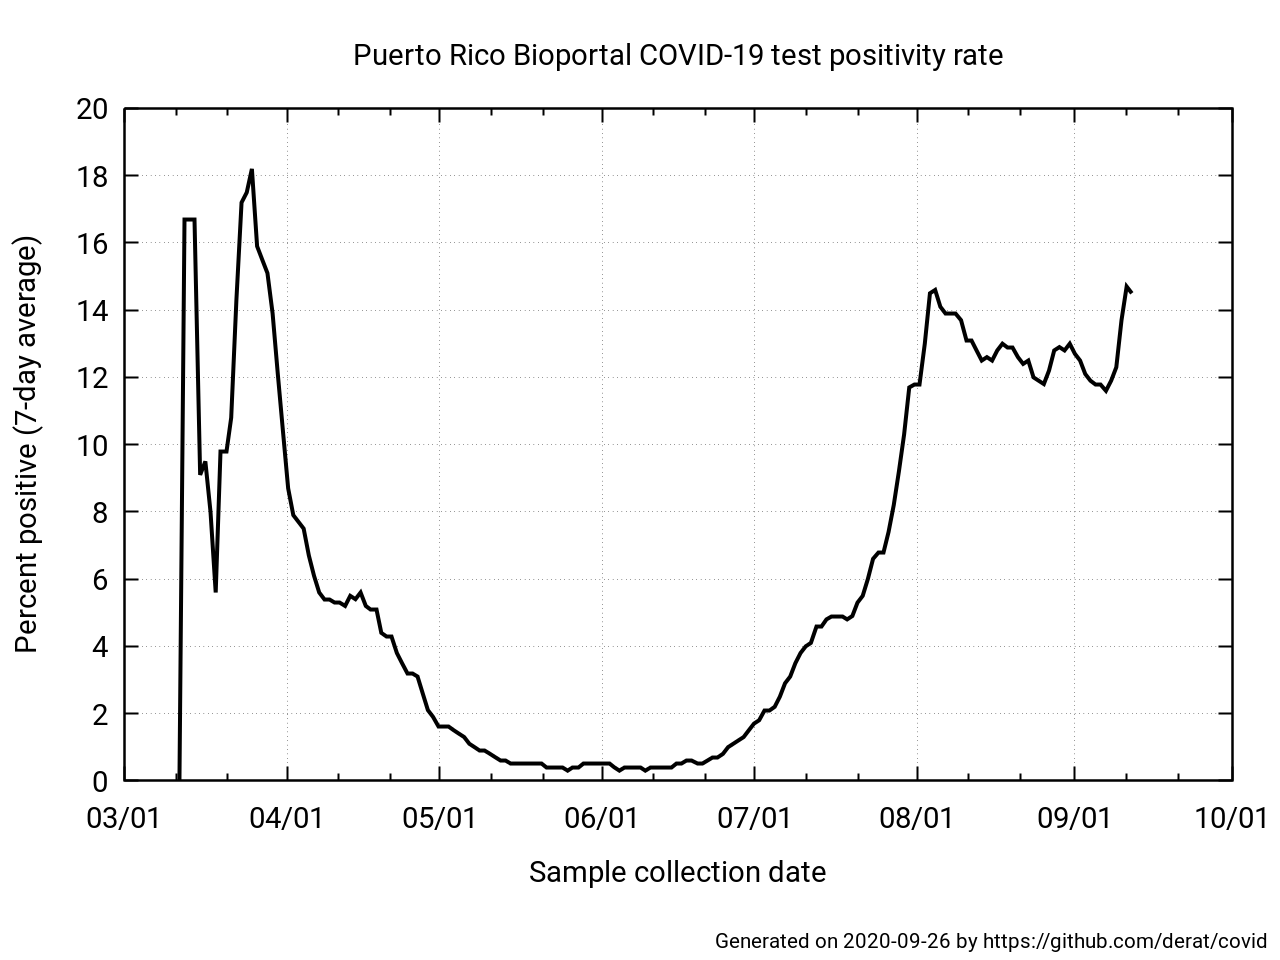 Puerto Rico Bioportal COVID-19 test positivity rate
Percent positive (7-day average)
20
18
16
14
12
10
8
6
4
2
0
03/01 04/01 05/01 06/01 07/01 08/01 09/01 10/01
Sample collection date
Generated on 2020-09-26 by https://github.com/derat/covid